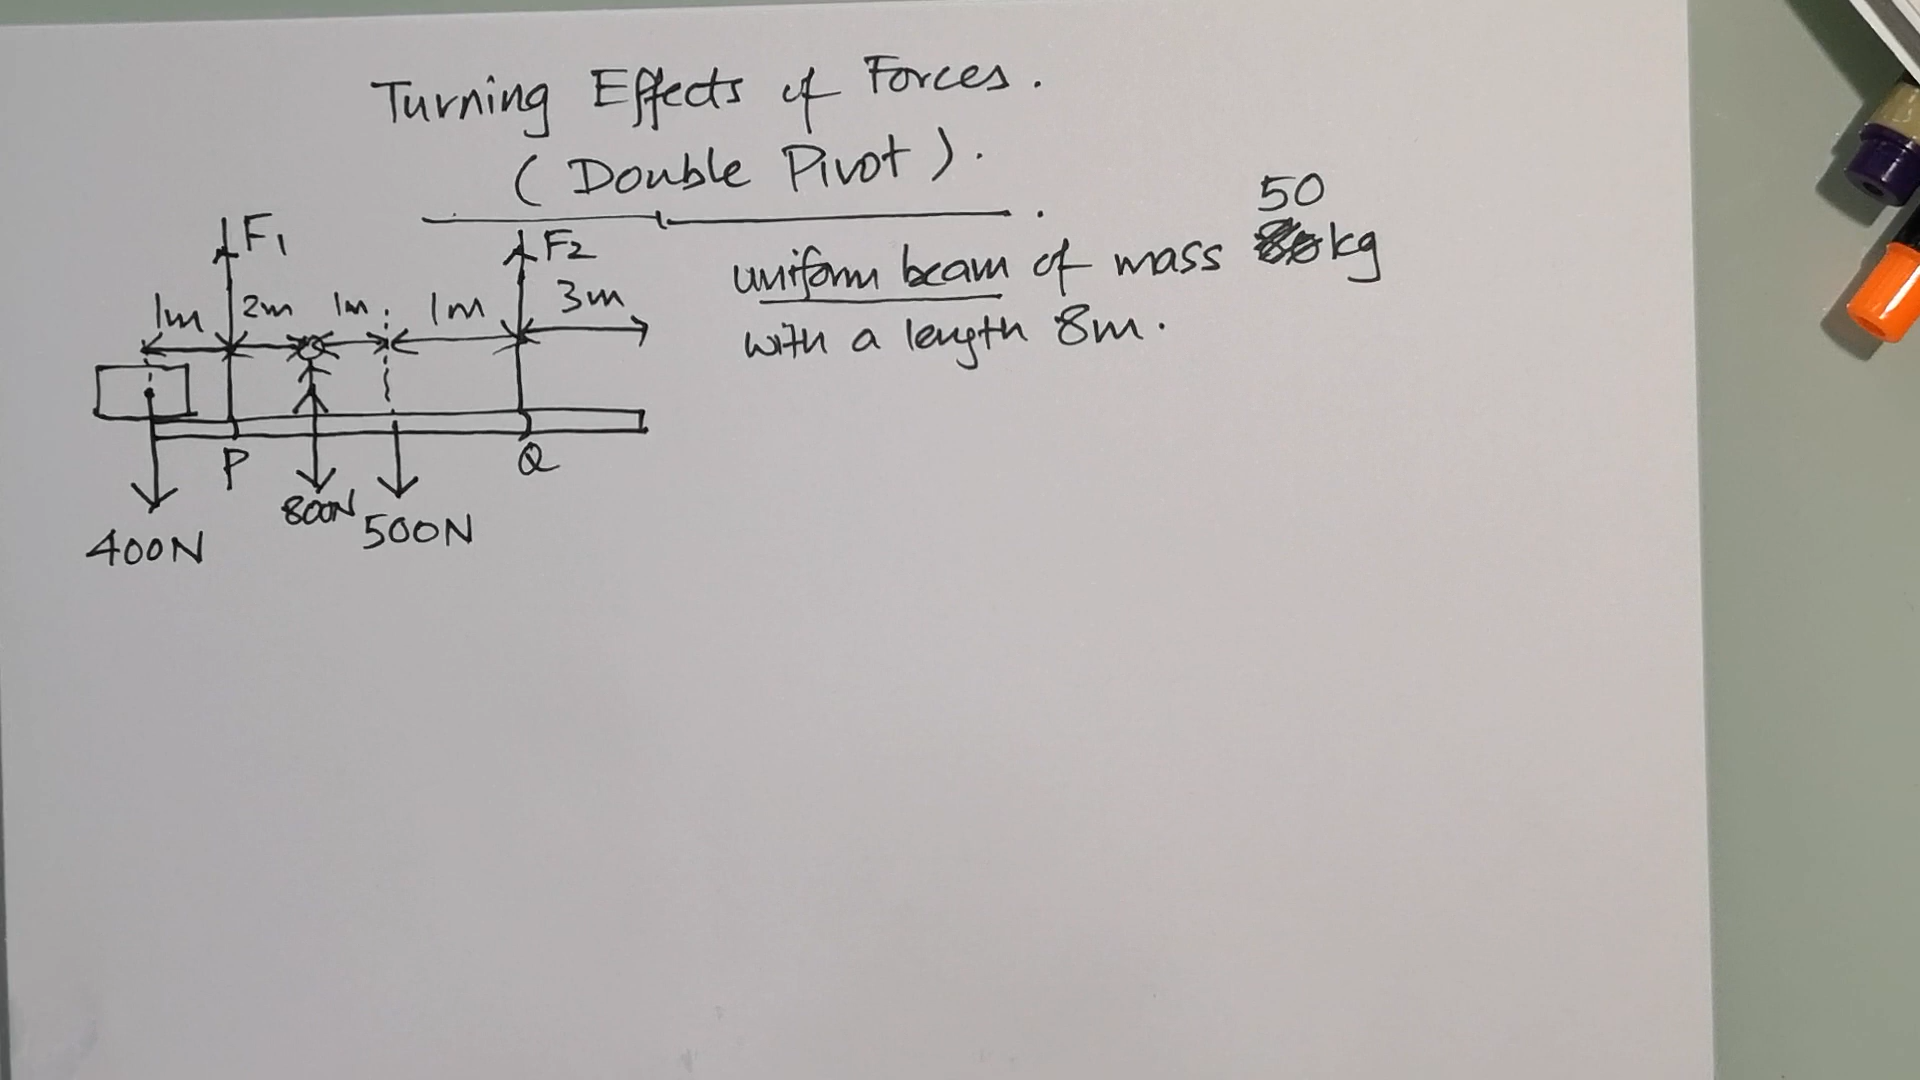 Turning Effects of Forces.
(Double Pivot).
F1
F2
50
uniform beam of mass kg
with a length 8m.
1m 2m 1m 1m 3m
P
Q
400N
800N
500N